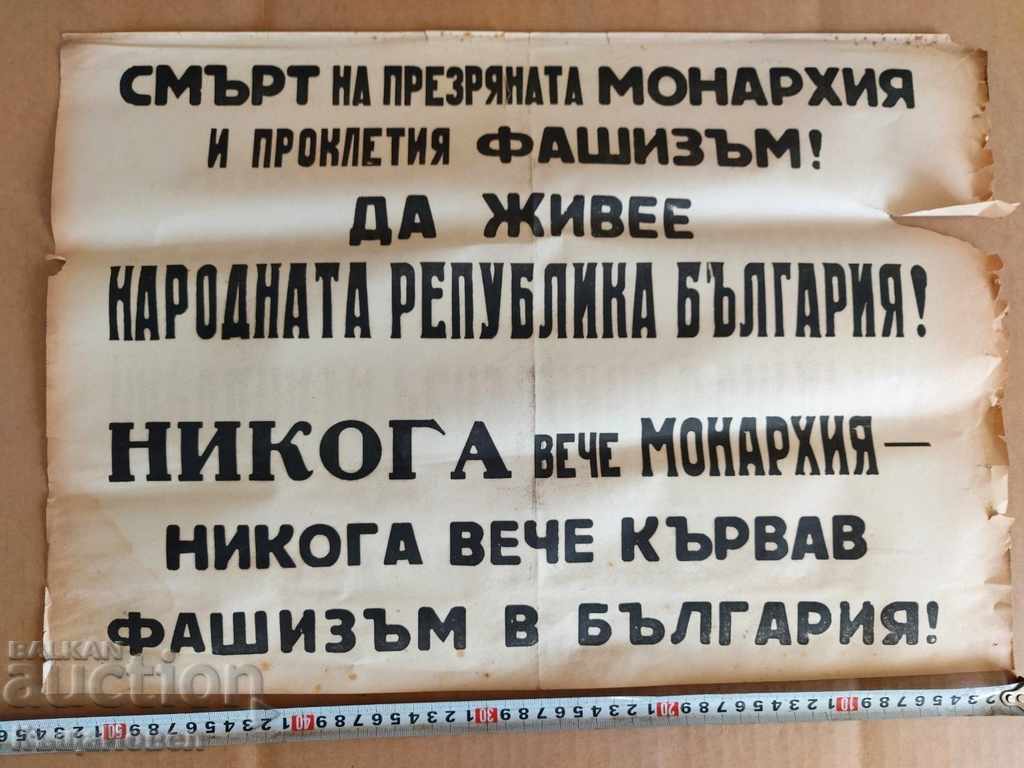 СМЪРТ НА ПРЕЗРЯНАТА МОНАРХИЯ
И ПРОКЛЕТИЯ ФАШИЗЪМ!
ДА ЖИВЕЕ
НАРОДНАТА РЕПУБЛИКА БЪЛГАРИЯ!
НИКОГА ВЕЧЕ МОНАРХИЯ—
НИКОГА ВЕЧЕ КЪРВАВ
ФАШИЗЪМ В БЪЛГАРИЯ!
BALKAN
auction